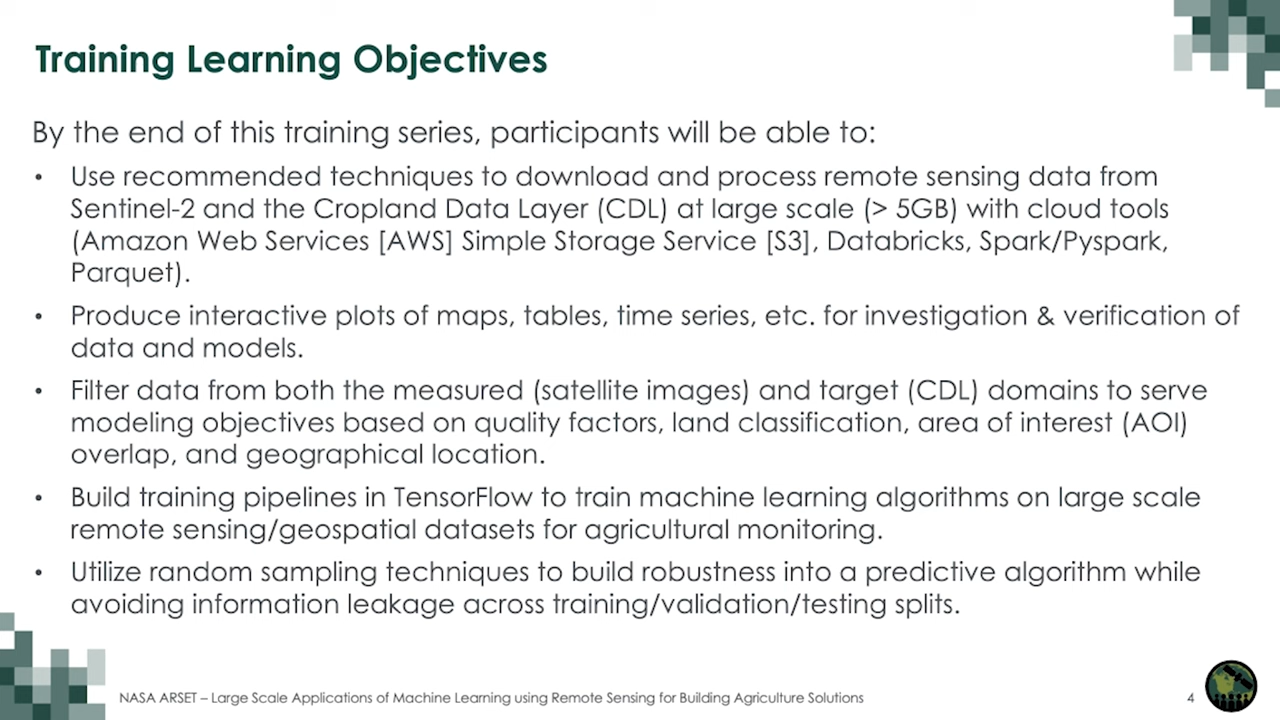 Training Learning Objectives
By the end of this training series, participants will be able to:
• Use recommended techniques to download and process remote sensing data from
Sentinel-2 and the Cropland Data Layer (CDL) at large scale (> 5GB) with cloud tools
(Amazon Web Services [AWS] Simple Storage Service [S3], Databricks, Spark/Pyspark,
Parquet).
• Produce interactive plots of maps, tables, time series, etc. for investigation & verification of
data and models.
• Filter data from both the measured (satellite images) and target (CDL) domains to serve
modeling objectives based on quality factors, land classification, area of interest (AOI)
overlap, and geographical location.
• Build training pipelines in TensorFlow to train machine learning algorithms on large scale
remote sensing/geospatial datasets for agricultural monitoring.
• Utilize random sampling techniques to build robustness into a predictive algorithm while
avoiding information leakage across training/validation/testing splits.
NASA ARSET – Large Scale Applications of Machine Learning using Remote Sensing for Building Agriculture Solutions
4